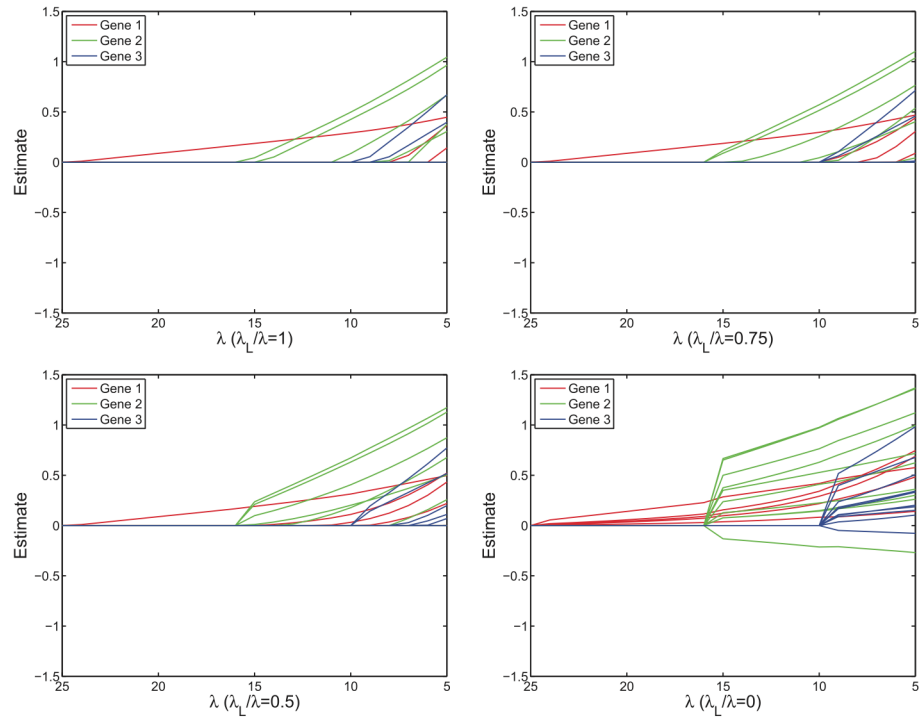 1.5
1
0.5
0
−0.5
−1
−1.5
Estimate
Gene 1
Gene 2
Gene 3
25
20
15
10
5
λ (λL/λ=1)
1.5
1
0.5
0
−0.5
−1
−1.5
Estimate
Gene 1
Gene 2
Gene 3
25
20
15
10
5
λ (λL/λ=0.75)
1.5
1
0.5
0
−0.5
−1
−1.5
Estimate
Gene 1
Gene 2
Gene 3
25
20
15
10
5
λ (λL/λ=0.5)
1.5
1
0.5
0
−0.5
−1
−1.5
Estimate
Gene 1
Gene 2
Gene 3
25
20
15
10
5
λ (λL/λ=0)